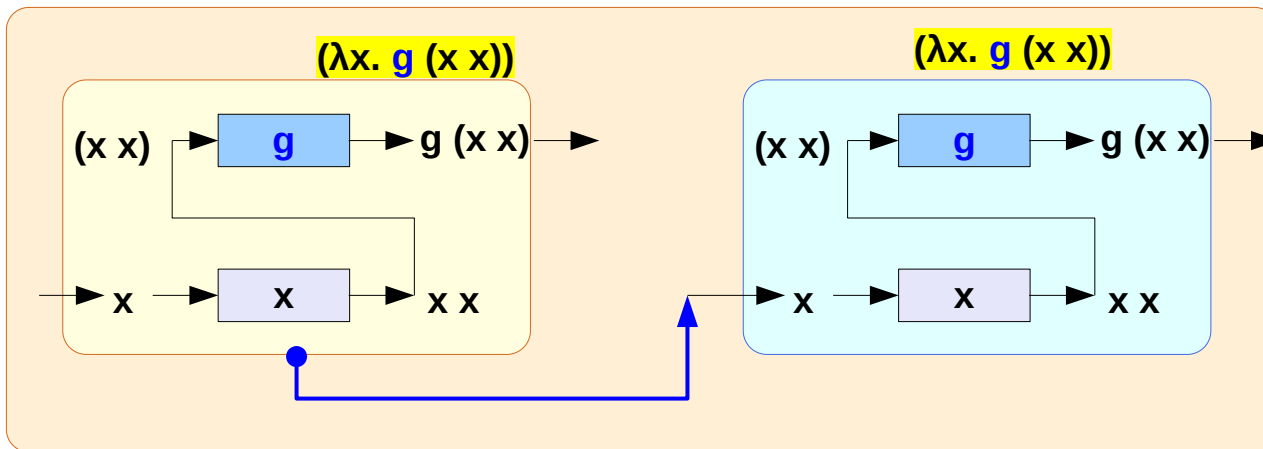 (λx. g (x x))
(λx. g (x x))
(x x)
g
g (x x)
(x x)
g
g (x x)
x
x
x x
x
x
x x